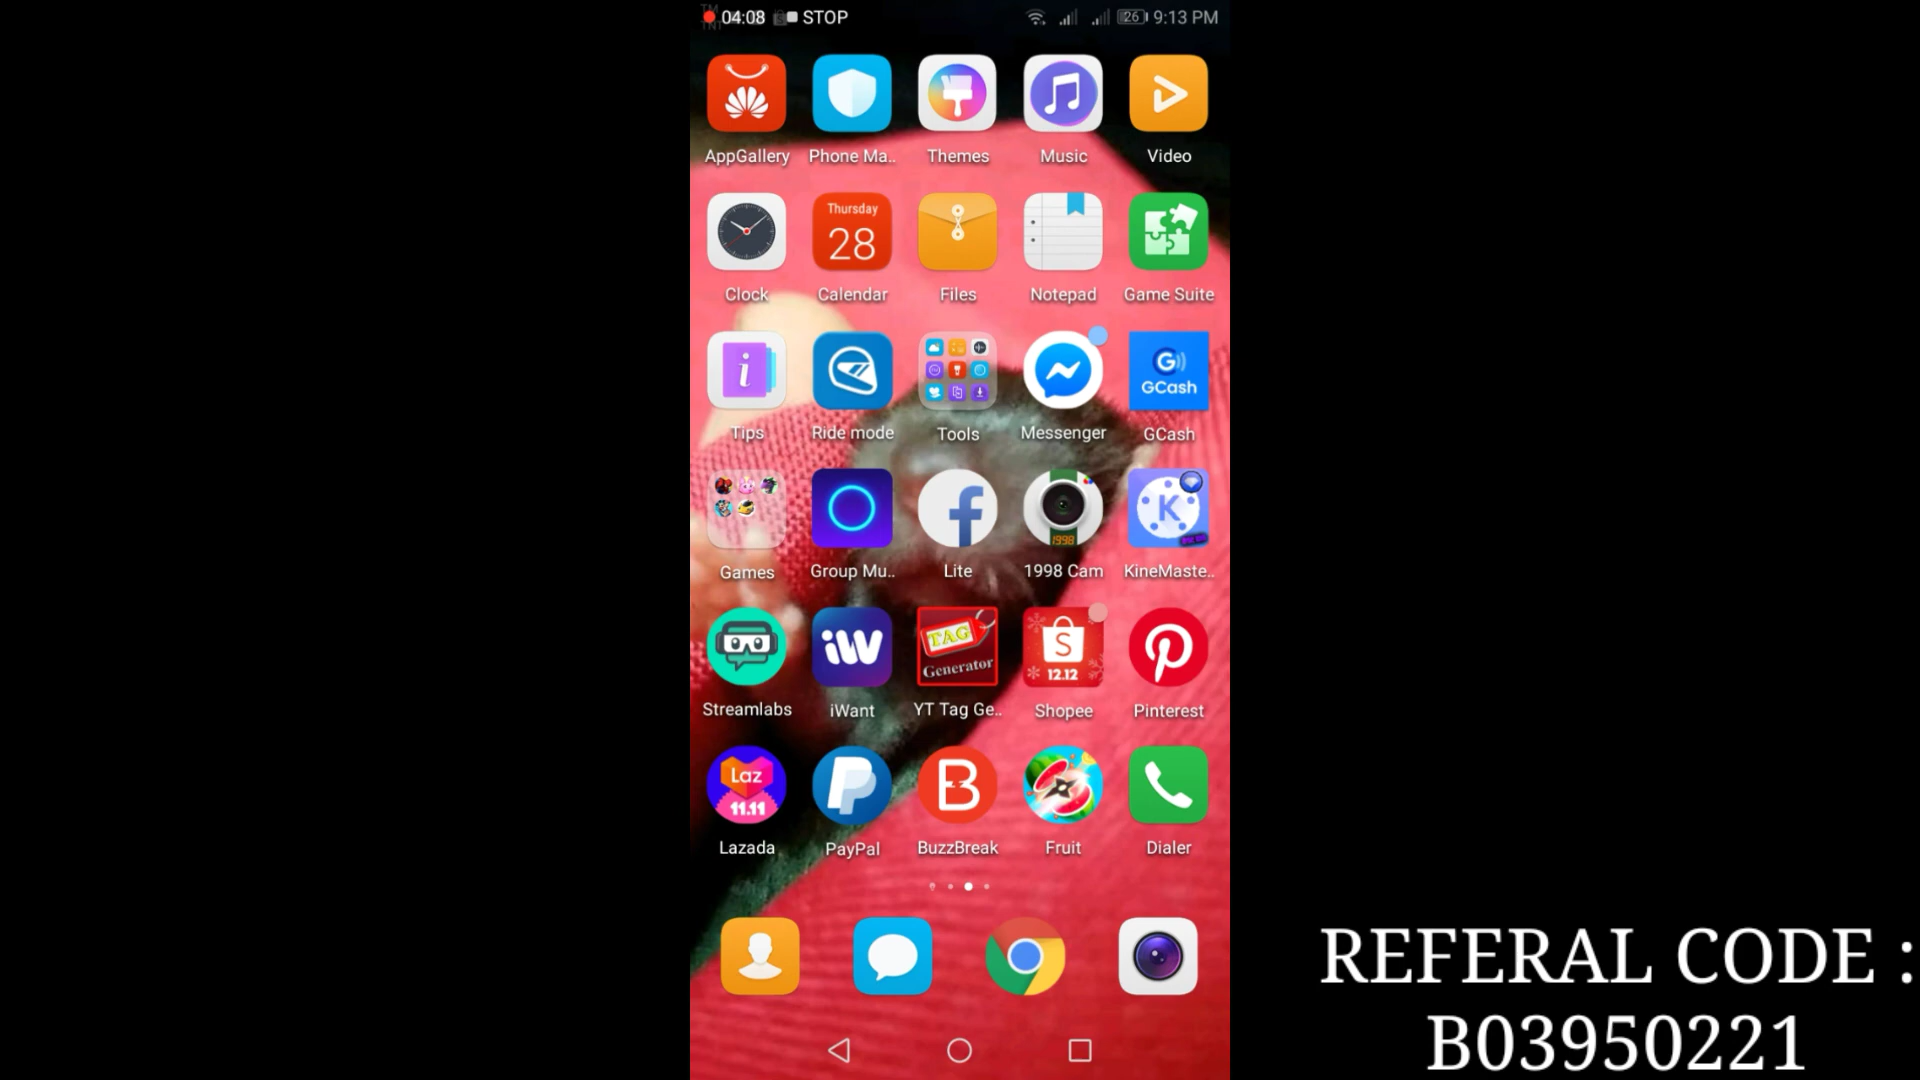 04:08 STOP 26 9:13 PM
AppGallery Phone Ma.. Themes Music Video
Thursday
28
Clock Calendar Files Notepad Game Suite
GCash
Tips Ride mode Tools Messenger GCash
1998
K
Games Group Mu.. Lite 1998 Cam KineMaste..
iW TAG
Generator
S
12.12
Streamlabs iWant YT Tag Ge.. Shopee Pinterest
Laz
11.11
B
Lazada PayPal BuzzBreak Fruit Dialer
REFERAL CODE :
B03950221